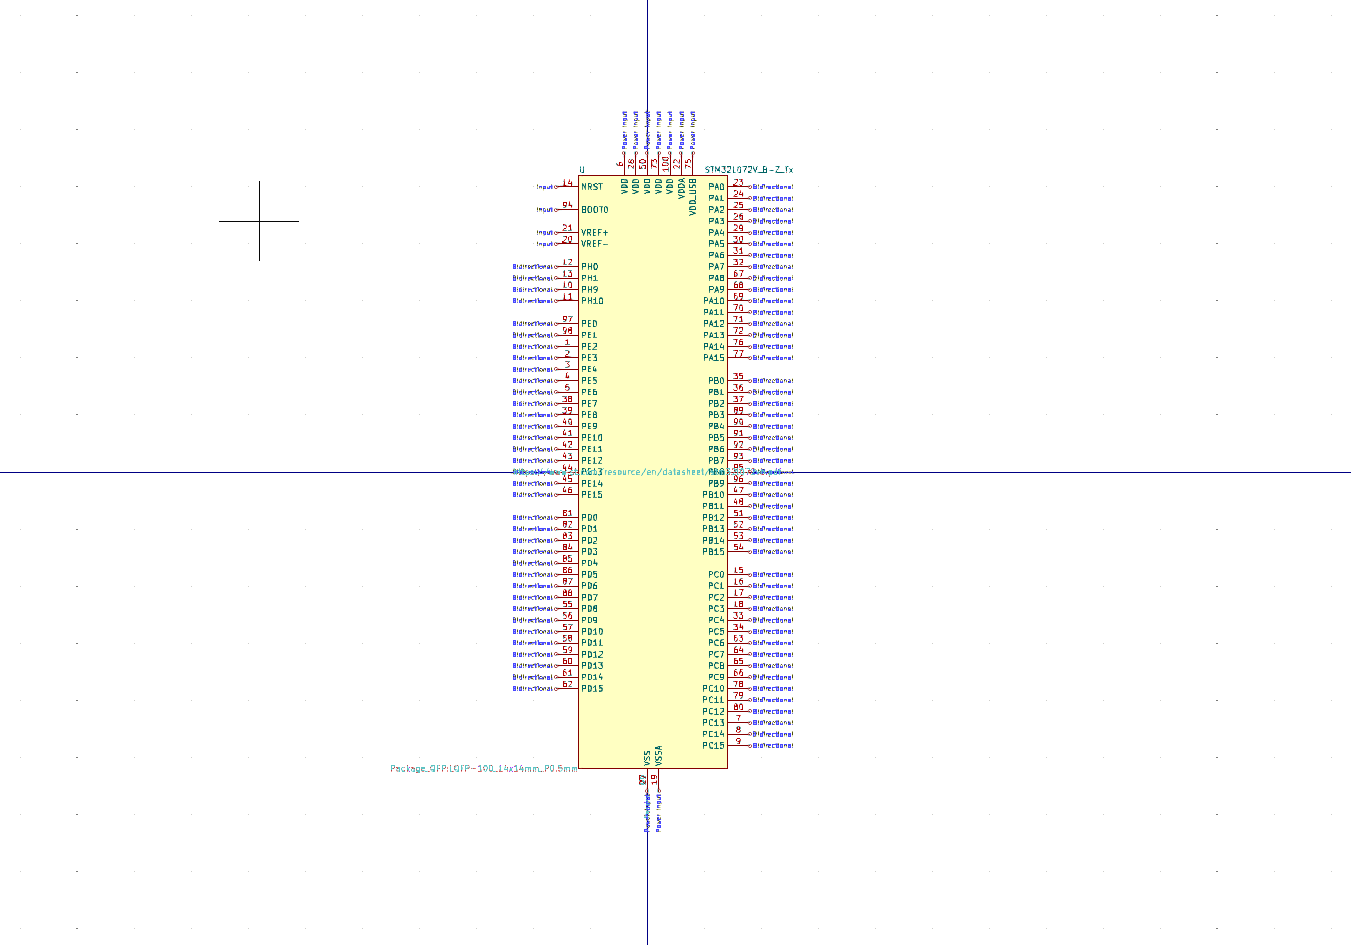 Power Input
Power Input
Power Input
Power Input
Power Input
Power Input
Power Input
6
28
50
73
100
22
75
VDD
VDD
VDD
VDD
VDD
VDDA
VDD_USB
U
STM32L072V_B-Z_Tx
Input 14 NRST
Input 94 BOOT0
Input 21 VREF+
Input 20 VREF-
Bidirectional 12 PH0
Bidirectional 13 PH1
Bidirectional 10 PH9
Bidirectional 11 PH10
Bidirectional 97 PE0
Bidirectional 98 PE1
Bidirectional 1 PE2
Bidirectional 2 PE3
Bidirectional 3 PE4
Bidirectional 4 PE5
Bidirectional 5 PE6
Bidirectional 38 PE7
Bidirectional 39 PE8
Bidirectional 40 PE9
Bidirectional 41 PE10
Bidirectional 42 PE11
Bidirectional 43 PE12
44 PE13
resource/en/datasheet/
Bidirectional 45 PE14
Bidirectional 46 PE15
Bidirectional 81 PD0
Bidirectional 82 PD1
Bidirectional 83 PD2
Bidirectional 84 PD3
Bidirectional 85 PD4
Bidirectional 86 PD5
Bidirectional 87 PD6
Bidirectional 88 PD7
Bidirectional 55 PD8
Bidirectional 56 PD9
Bidirectional 57 PD10
Bidirectional 58 PD11
Bidirectional 59 PD12
Bidirectional 60 PD13
Bidirectional 61 PD14
Bidirectional 62 PD15
PA0 23 Bidirectional
PA1 24 Bidirectional
PA2 25 Bidirectional
PA3 26 Bidirectional
PA4 29 Bidirectional
PA5 30 Bidirectional
PA6 31 Bidirectional
PA7 32 Bidirectional
PA8 67 Bidirectional
PA9 68 Bidirectional
PA10 69 Bidirectional
PA11 70 Bidirectional
PA12 71 Bidirectional
PA13 72 Bidirectional
PA14 76 Bidirectional
PA15 77 Bidirectional
PB0 35 Bidirectional
PB1 36 Bidirectional
PB2 37 Bidirectional
PB3 89 Bidirectional
PB4 90 Bidirectional
PB5 91 Bidirectional
PB6 92 Bidirectional
PB7 93 Bidirectional
PB8 95 Bidirectional
PB9 96 Bidirectional
PB10 47 Bidirectional
PB11 48 Bidirectional
PB12 51 Bidirectional
PB13 52 Bidirectional
PB14 53 Bidirectional
PB15 54 Bidirectional
PC0 15 Bidirectional
PC1 16 Bidirectional
PC2 17 Bidirectional
PC3 18 Bidirectional
PC4 33 Bidirectional
PC5 34 Bidirectional
PC6 63 Bidirectional
PC7 64 Bidirectional
PC8 65 Bidirectional
PC9 66 Bidirectional
PC10 78 Bidirectional
PC11 79 Bidirectional
PC12 80 Bidirectional
PC13 7 Bidirectional
PC14 8 Bidirectional
PC15 9 Bidirectional
VSS
VSSA
Package_QFP:LQFP-100_14x14mm_P0.5mm
19
Power Input